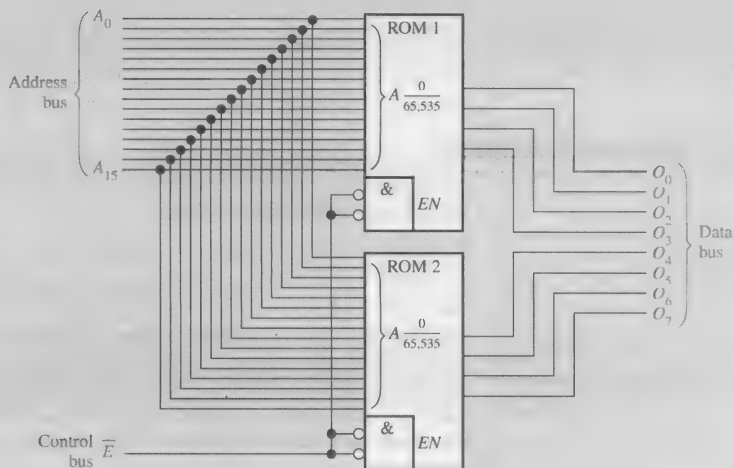 A₀
ROM 1
Address bus
A 0/65,535
A₁₅
&
EN
O₀
O₁
O₂
O₃
O₄
O₅
O₆
O₇
Data bus
ROM 2
A 0/65,535
&
EN
Control bus
E̅